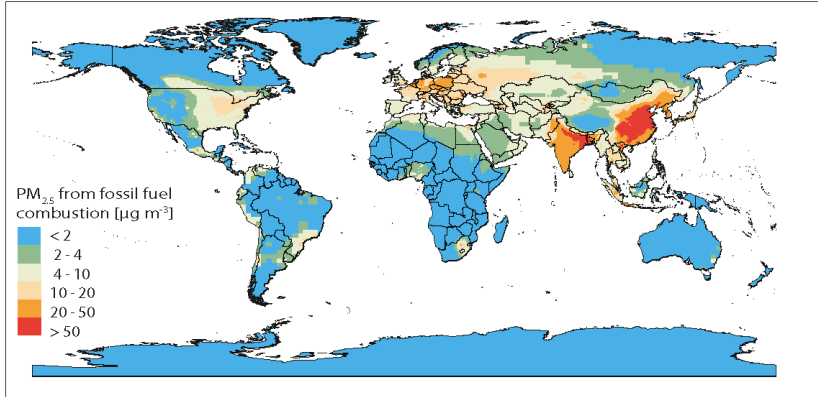 PM₂.₅ from fossil fuel
combustion [µg m⁻³]
< 2
2 - 4
4 - 10
10 - 20
20 - 50
> 50